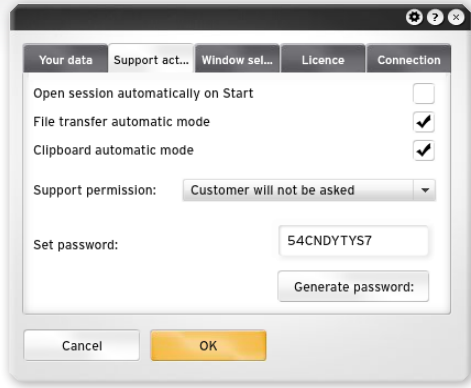 Your data Support act... Window sel... Licence Connection
Open session automatically on Start
File transfer automatic mode
Clipboard automatic mode
Support permission: Customer will not be asked
Set password: 54CNDYTYS7
Generate password:
Cancel OK